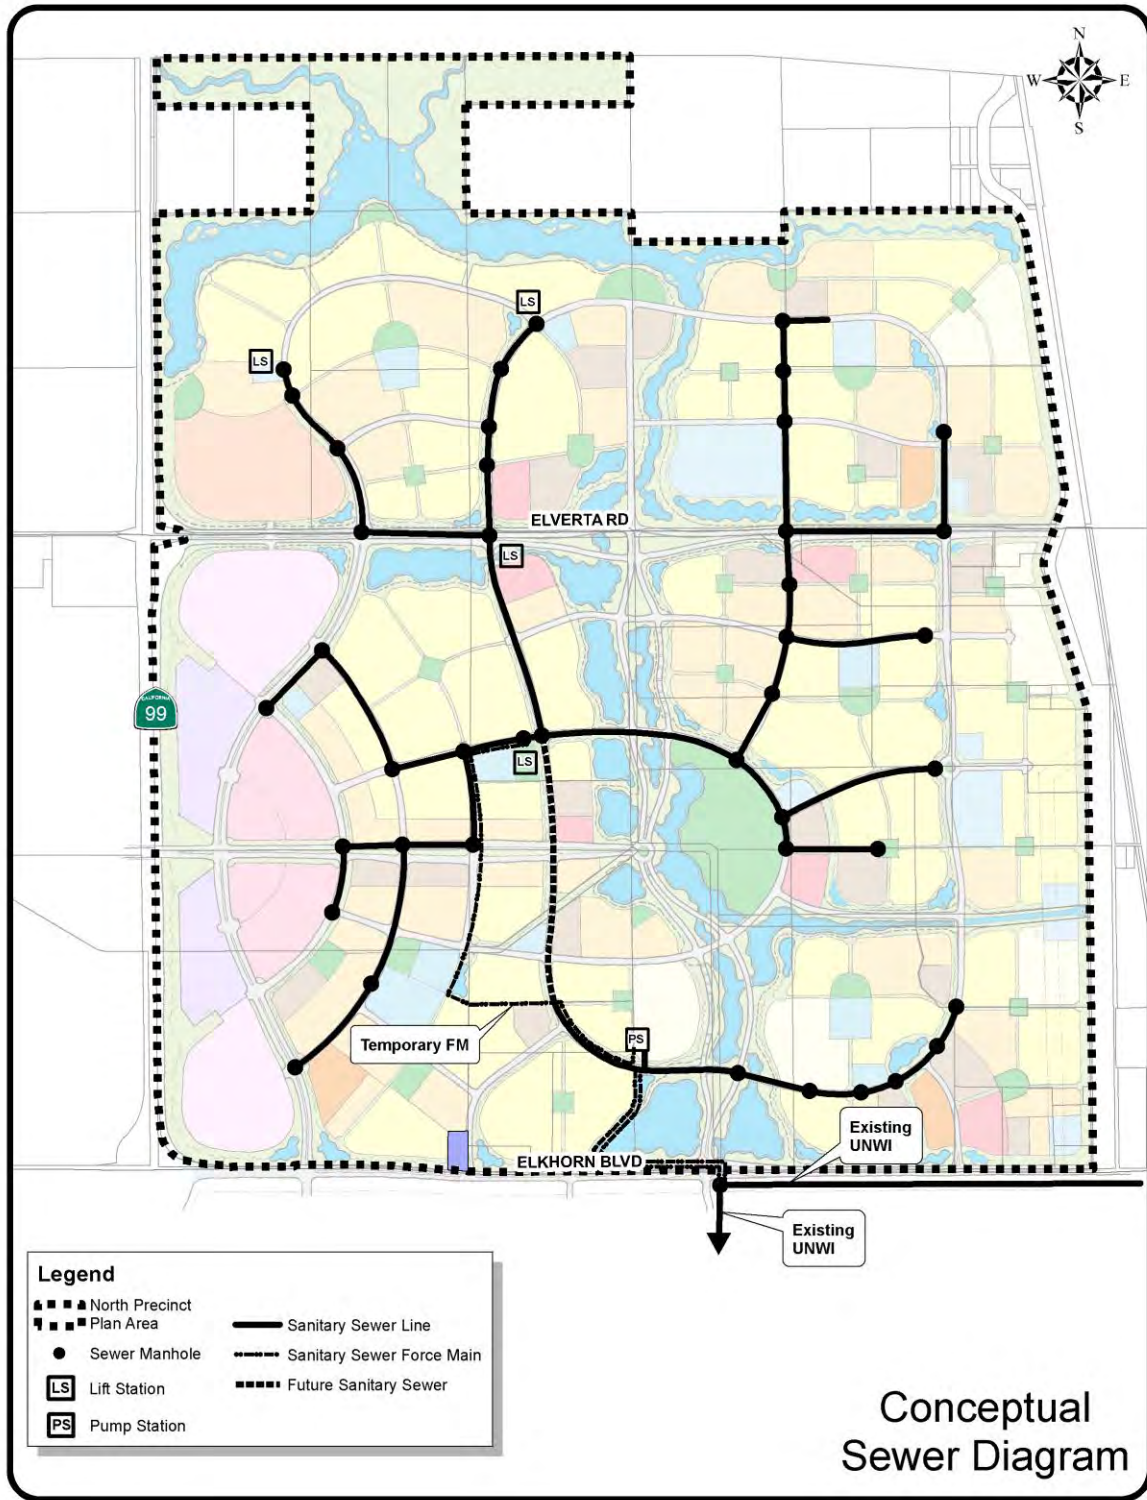 N
W E
S
LS
LS
ELVERTA RD
LS
CALIFORNIA
99
LS
Temporary FM
PS
Existing
UNWI
ELKHORN BLVD
Existing
UNWI
Legend
North Precinct
Plan Area
Sewer Manhole
LS Lift Station
PS Pump Station
Sanitary Sewer Line
Sanitary Sewer Force Main
Future Sanitary Sewer
Conceptual
Sewer Diagram